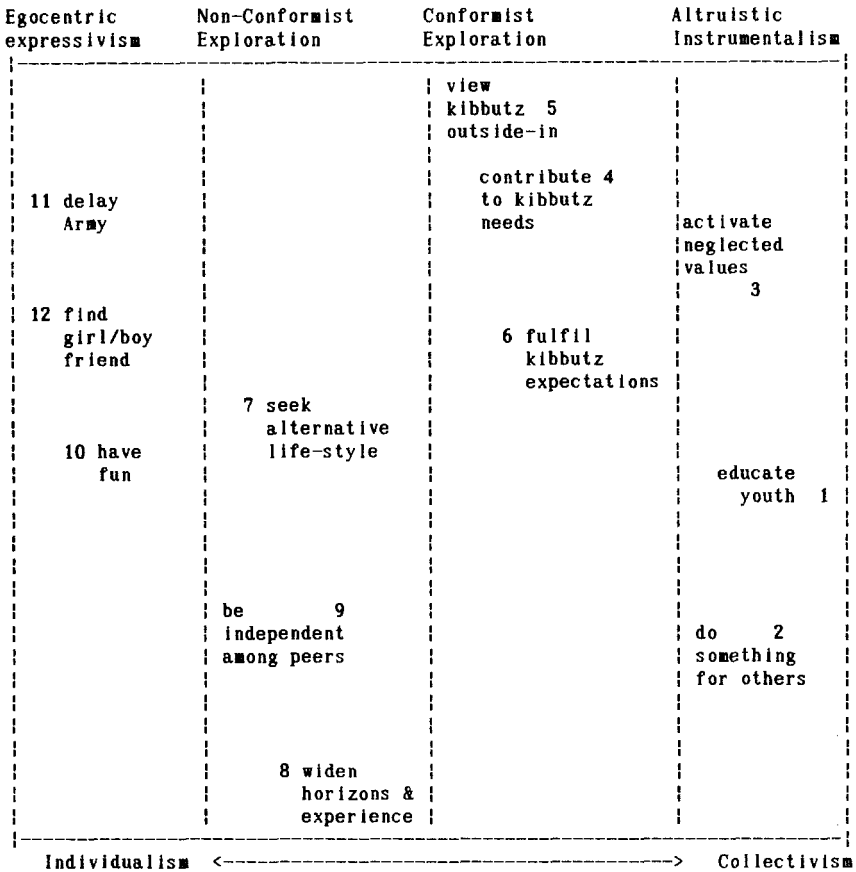 Egocentric Non-Conformist Conformist Altruistic
expressivism Exploration Exploration Instrumentalism
view
kibbutz 5
outside-in
contribute 4
to kibbutz
needs
11 delay
Army
activate
neglected
values
3
12 find
girl/boy
friend
6 fulfil
kibbutz
expectations
7 seek
alternative
life-style
10 have
fun
educate
youth 1
be 9
independent
among peers
do 2
something
for others
8 widen
horizons &
experience
Individualism <--------------------------------------> Collectivism